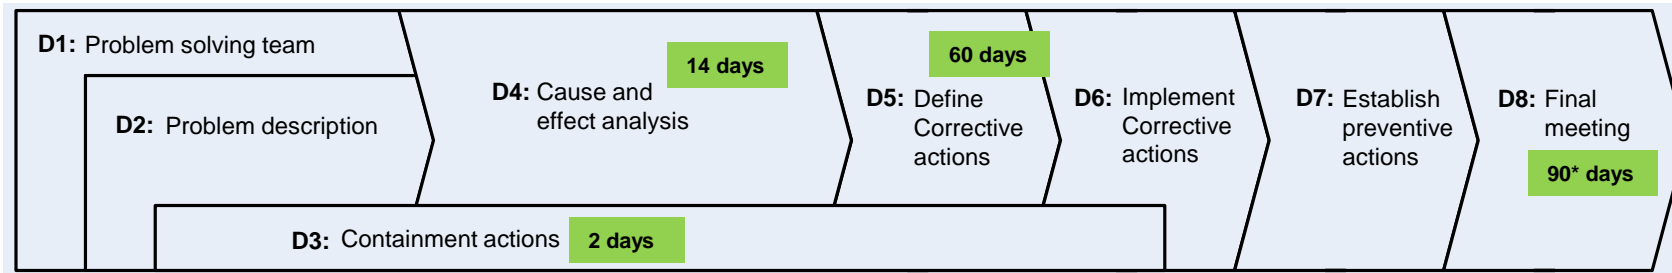 D1: Problem solving team
D2: Problem description
D3: Containment actions
2 days
D4: Cause and
effect analysis
14 days
D5: Define
Corrective
actions
60 days
D6: Implement
Corrective
actions
D7: Establish
preventive
actions
D8: Final
meeting
90* days